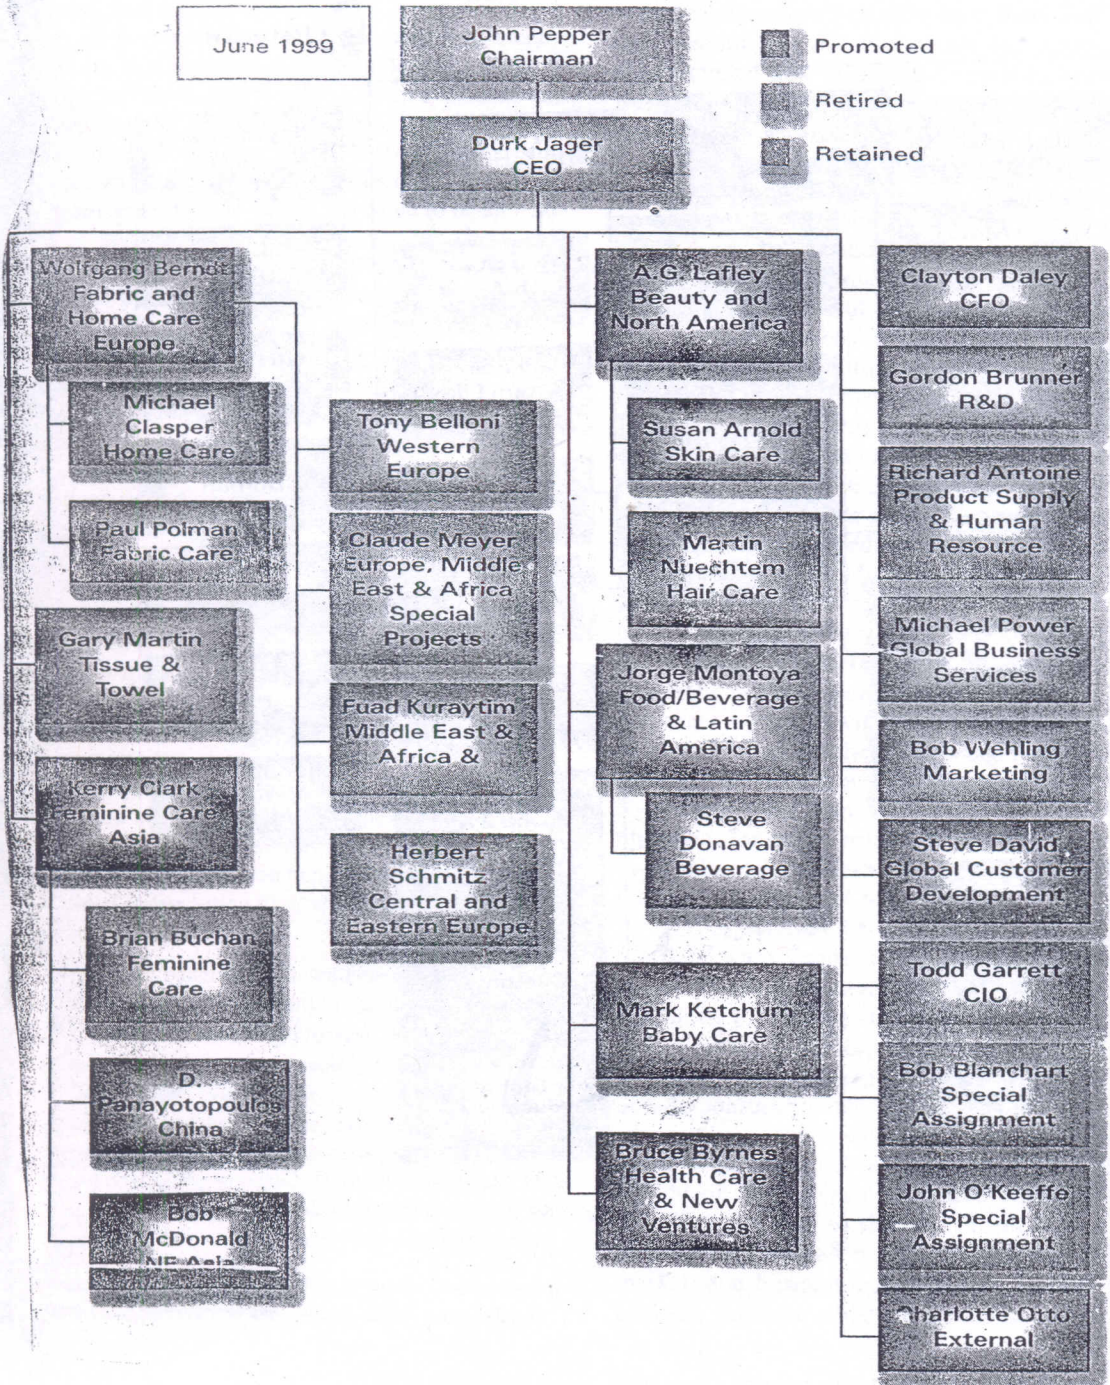 June 1999
John Pepper
Chairman
Promoted
Retired
Retained
Durk Jager
CEO
Wolfgang Berndt
Fabric and
Home Care
Europe
Michael
Clasper
Home Care
Paul Polman
Fabric Care
Gary Martin
Tissue &
Towel
Kerry Clark
Feminine Care
Asia
Brian Buchan
Feminine
Care
D.
Panayotopoulos
China
Bob
McDonald
NE Asia
Tony Belloni
Western
Europe
Claude Meyer
Europe, Middle
East & Africa
Special
Projects
Fuad Kuraytim
Middle East &
Africa &
Herbert
Schmitz
Central and
Eastern Europe
A.G. Lafley
Beauty and
North America
Susan Arnold
Skin Care
Martin
Nuechtem
Hair Care
Jorge Montoya
Food/Beverage
& Latin
America
Steve
Donavan
Beverage
Mark Ketchum
Baby Care
Bruce Byrnes
Health Care
& New
Ventures
Clayton Daley
CFO
Gordon Brunner
R&D
Richard Antoine
Product Supply
& Human
Resource
Michael Power
Global Business
Services
Bob Wehling
Marketing
Steve David
Global Customer
Development
Todd Garrett
CIO
Bob Blanchart
Special
Assignment
John O'Keeffe
Special
Assignment
Charlotte Otto
External